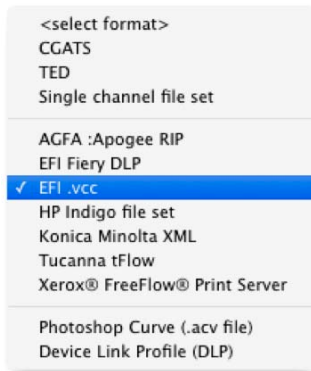 <select format>
CGATS
TED
Single channel file set
AGFA :Apogee RIP
EFI Fiery DLP
✓ EFI .vcc
HP Indigo file set
Konica Minolta XML
Tucanna tFlow
Xerox® FreeFlow® Print Server
Photoshop Curve (.acv file)
Device Link Profile (DLP)